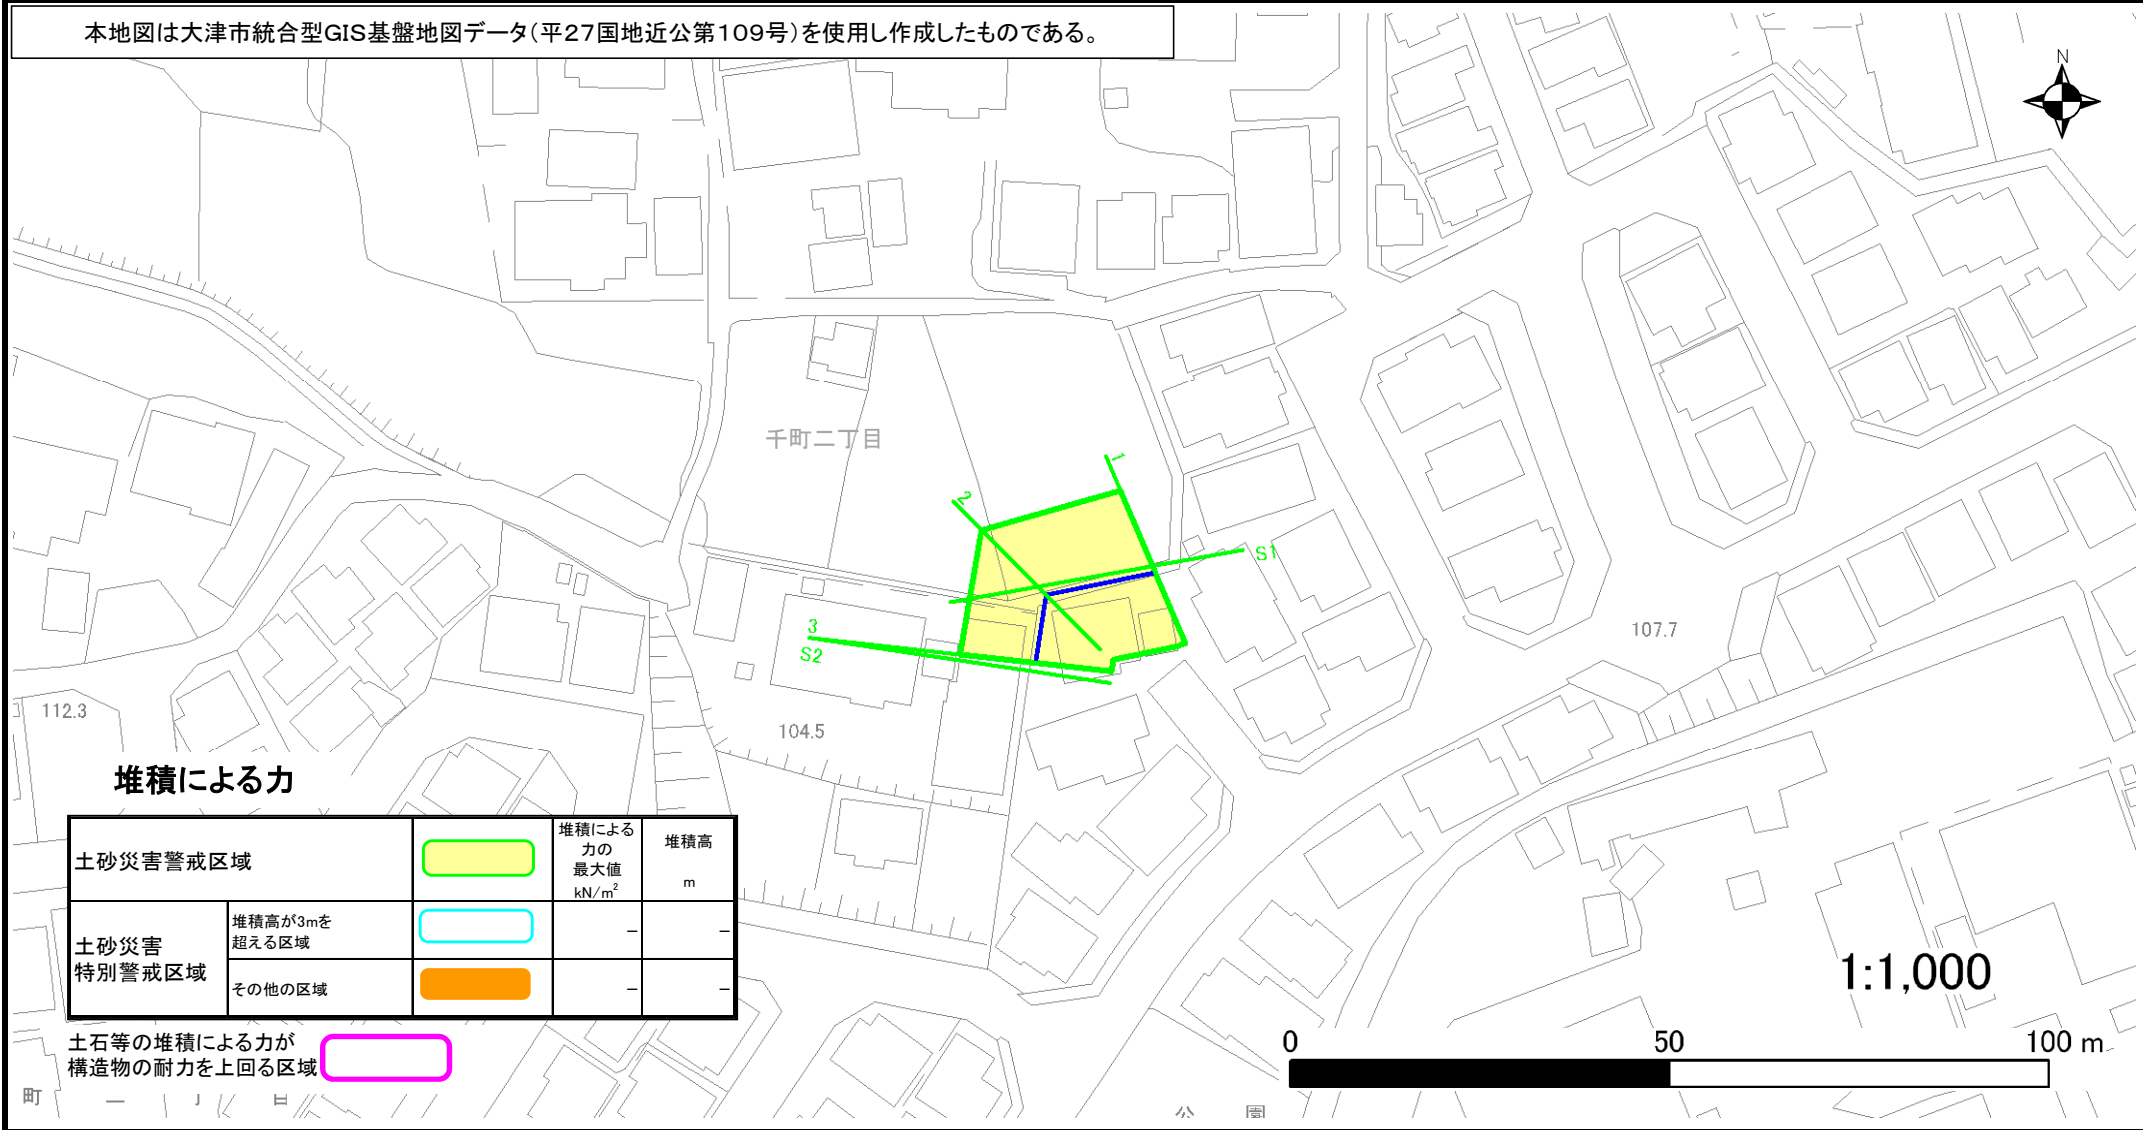 本地図は大津市統合型GIS基盤地図データ(平27国地近公第109号)を使用し作成したものである。
N
千町二丁目
1
2
S1
3
S2
107.7
112.3
104.5
堆積による力
土砂災害警戒区域
堆積による
力の
最大値
kN/m²
堆積高
m
土砂災害
特別警戒区域
堆積高が3mを
超える区域
–
–
その他の区域
–
–
土石等の堆積による力が
構造物の耐力を上回る区域
1:1,000
0 50 100 m
町 二 丁 目
公 園